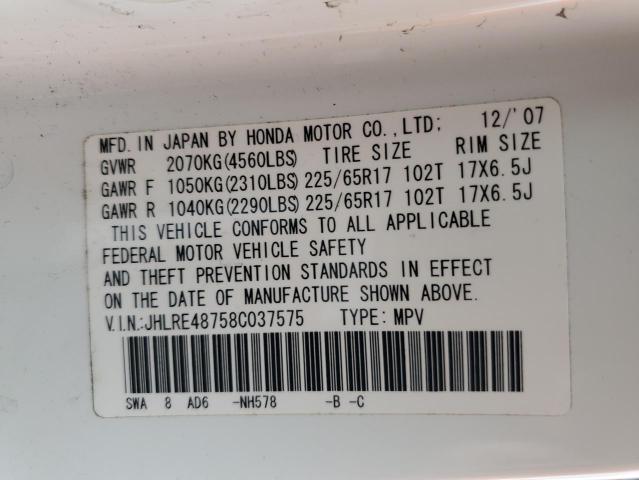 MFD. IN JAPAN BY HONDA MOTOR CO., LTD; 12/'07
GVWR 2070KG(4560LBS) TIRE SIZE RIM SIZE
GAWR F 1050KG(2310LBS) 225/65R17 102T 17X6.5J
GAWR R 1040KG(2290LBS) 225/65R17 102T 17X6.5J
THIS VEHICLE CONFORMS TO ALL APPLICABLE
FEDERAL MOTOR VEHICLE SAFETY
AND THEFT PREVENTION STANDARDS IN EFFECT
ON THE DATE OF MANUFACTURE SHOWN ABOVE.
V.I.N.:JHLRE48758C037575 TYPE: MPV
SWA 8 AD6 -NH578 -B -C